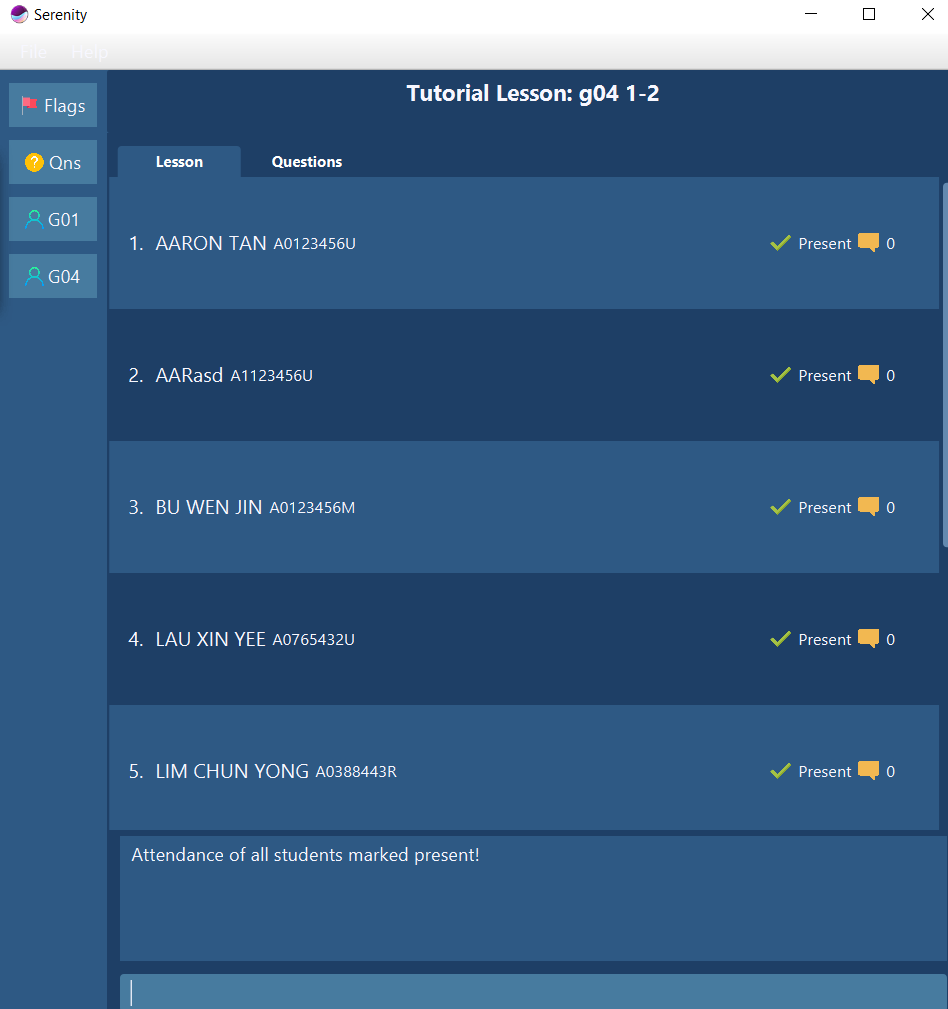 Serenity
File Help
Tutorial Lesson: g04 1-2
Flags
Qns
G01
G04
Lesson Questions
1. AARON TAN A0123456U Present 0
2. AARasd A1123456U Present 0
3. BU WEN JIN A0123456M Present 0
4. LAU XIN YEE A0765432U Present 0
5. LIM CHUN YONG A0388443R Present 0
Attendance of all students marked present!